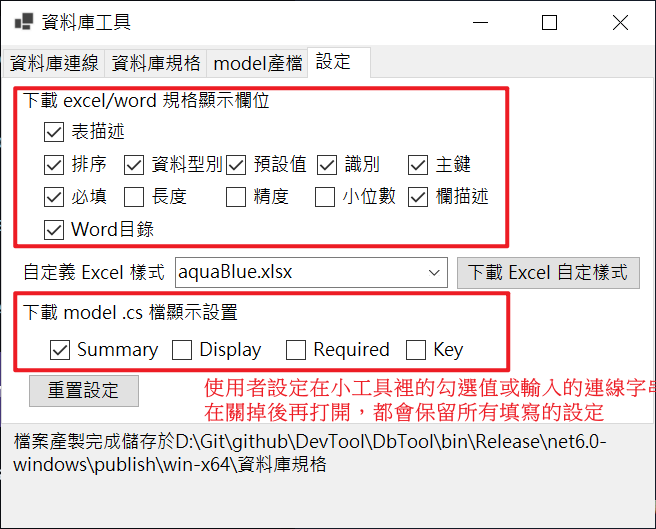 資料庫工具
資料庫連線 資料庫規格 model產檔 設定
下載 excel/word 規格顯示欄位
表描述
排序 資料型別 預設值 識別 主鍵
必填 長度 精度 小位數 欄描述
Word目錄
自定義 Excel 樣式 aquaBlue.xlsx 下載 Excel 自定樣式
下載 model .cs 檔顯示設置
Summary Display Required Key
重置設定
使用者設定在小工具裡的勾選值或輸入的連線字串
在關掉後再打開，都會保留所有填寫的設定
檔案產製完成儲存於D:\Git\github\DevTool\DbTool\bin\Release\net6.0-
windows\publish\win-x64\資料庫規格